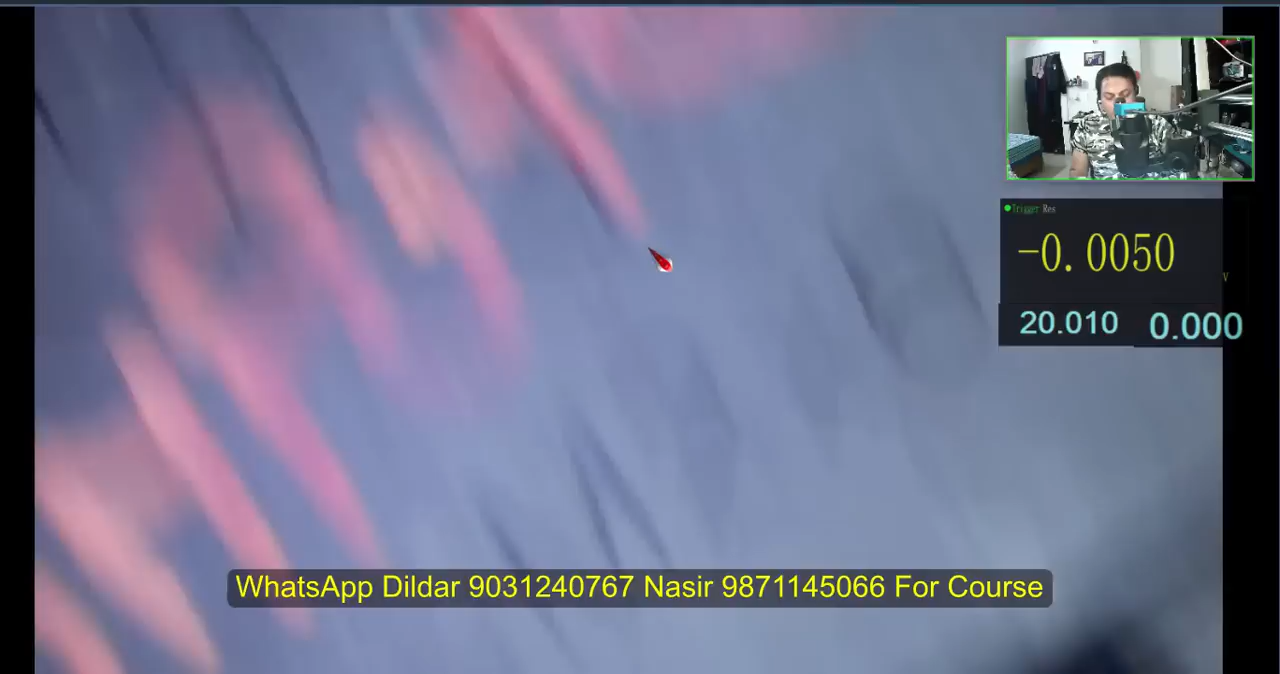 Trigger Res
-0.0050
V
20.010 0.000
WhatsApp Dildar 9031240767 Nasir 9871145066 For Course